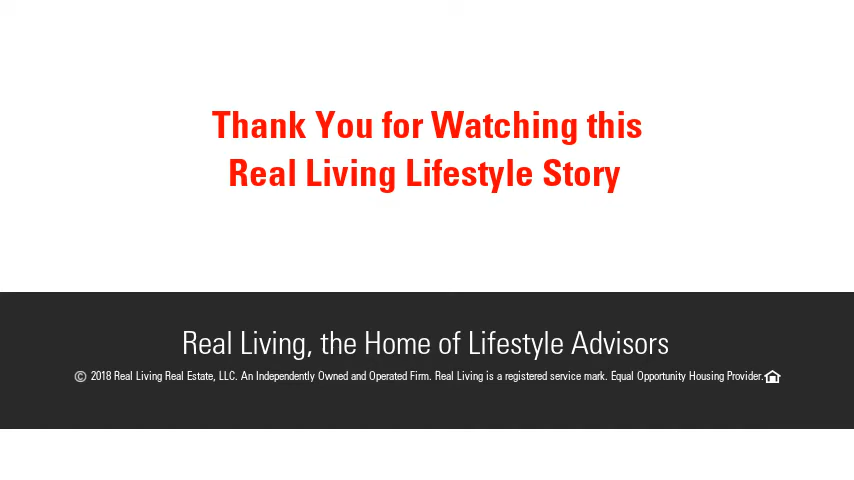 Thank You for Watching this
Real Living Lifestyle Story
Real Living, the Home of Lifestyle Advisors
© 2018 Real Living Real Estate, LLC. An Independently Owned and Operated Firm. Real Living is a registered service mark. Equal Opportunity Housing Provider.